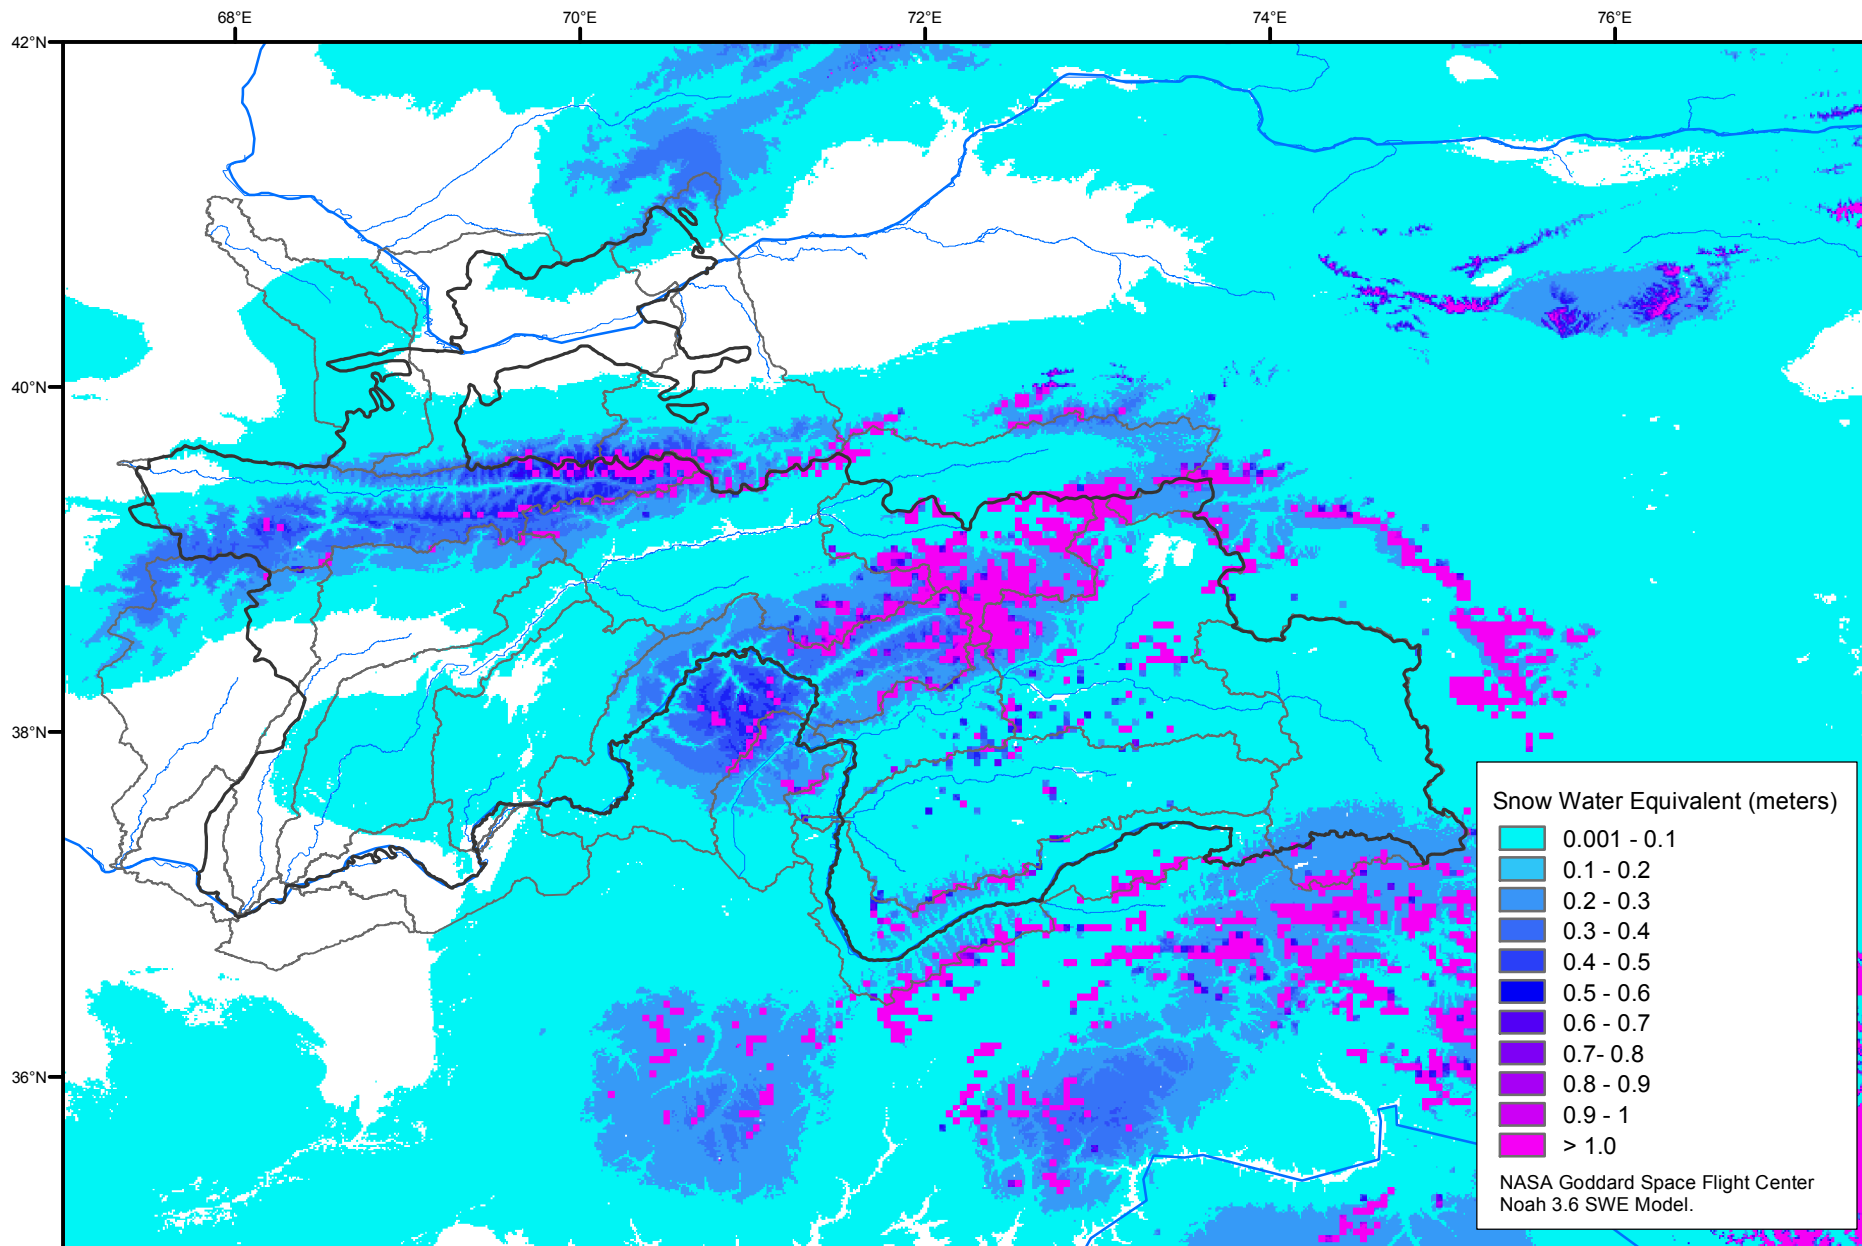 68°E
70°E
72°E
74°E
76°E
42°N
40°N
38°N
36°N
Snow Water Equivalent (meters)
0.001 - 0.1
0.1 - 0.2
0.2 - 0.3
0.3 - 0.4
0.4 - 0.5
0.5 - 0.6
0.6 - 0.7
0.7- 0.8
0.8 - 0.9
0.9 - 1
> 1.0
NASA Goddard Space Flight Center
Noah 3.6 SWE Model.